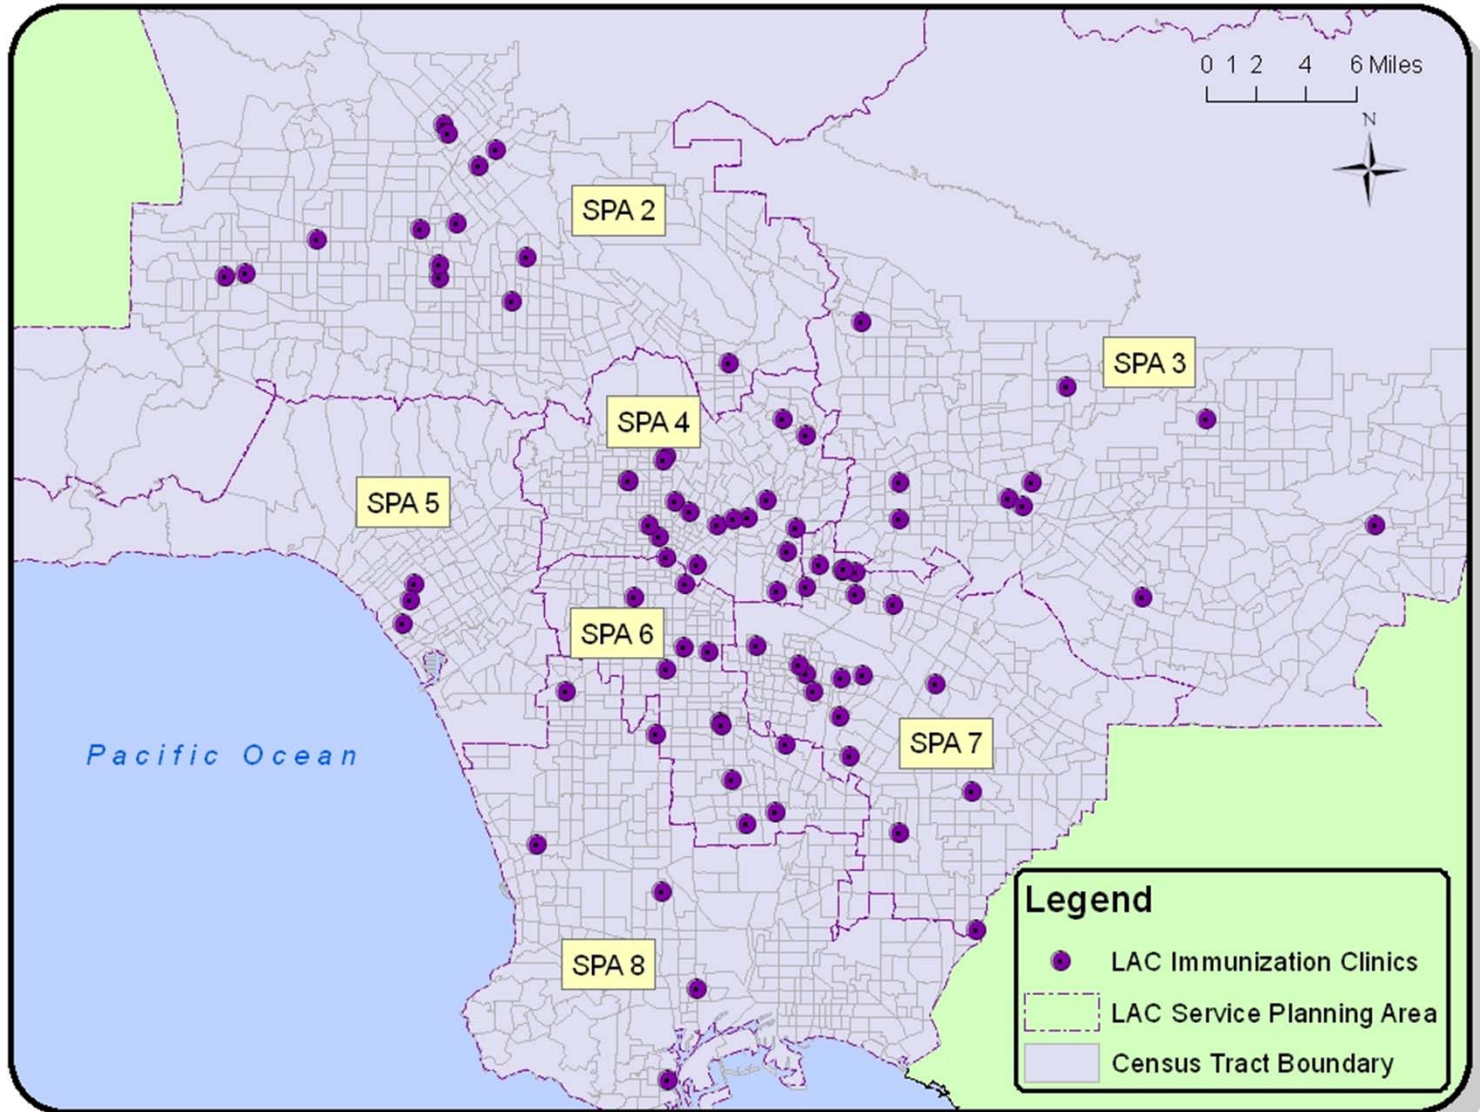 0 1 2 4 6 Miles
N
SPA 2
SPA 3
SPA 4
SPA 5
SPA 6
SPA 7
Pacific Ocean
SPA 8
Legend
LAC Immunization Clinics
LAC Service Planning Area
Census Tract Boundary